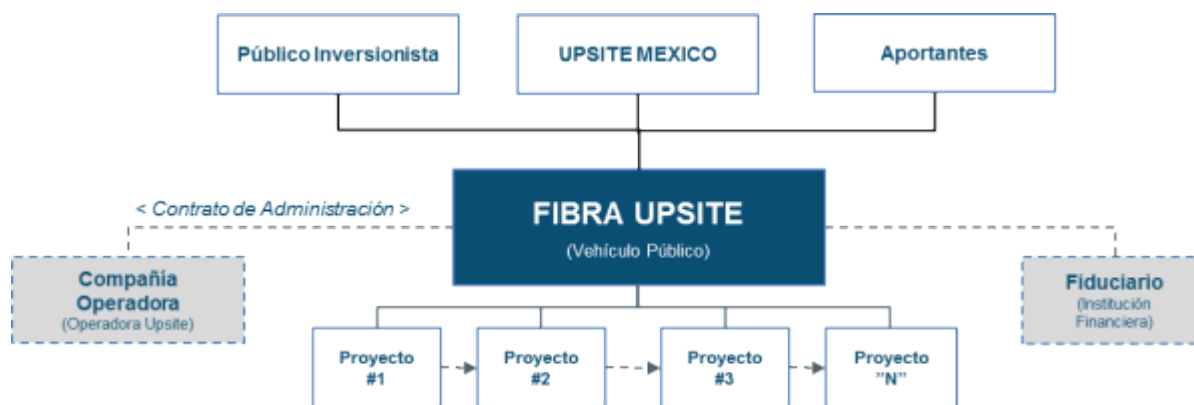 Público Inversionista
UPSITE MEXICO
Aportantes
< Contrato de Administración >
FIBRA UPSITE
(Vehículo Público)
Compañia
Operadora
(Operadora Upsite)
Fiduciario
(Institución
Financiera)
Proyecto
#1
Proyecto
#2
Proyecto
#3
Proyecto
”N”